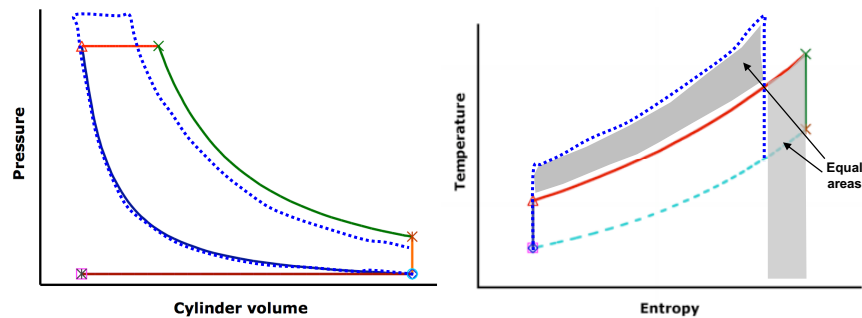 Pressure
Cylinder volume
Temperature
Equal
areas
Entropy